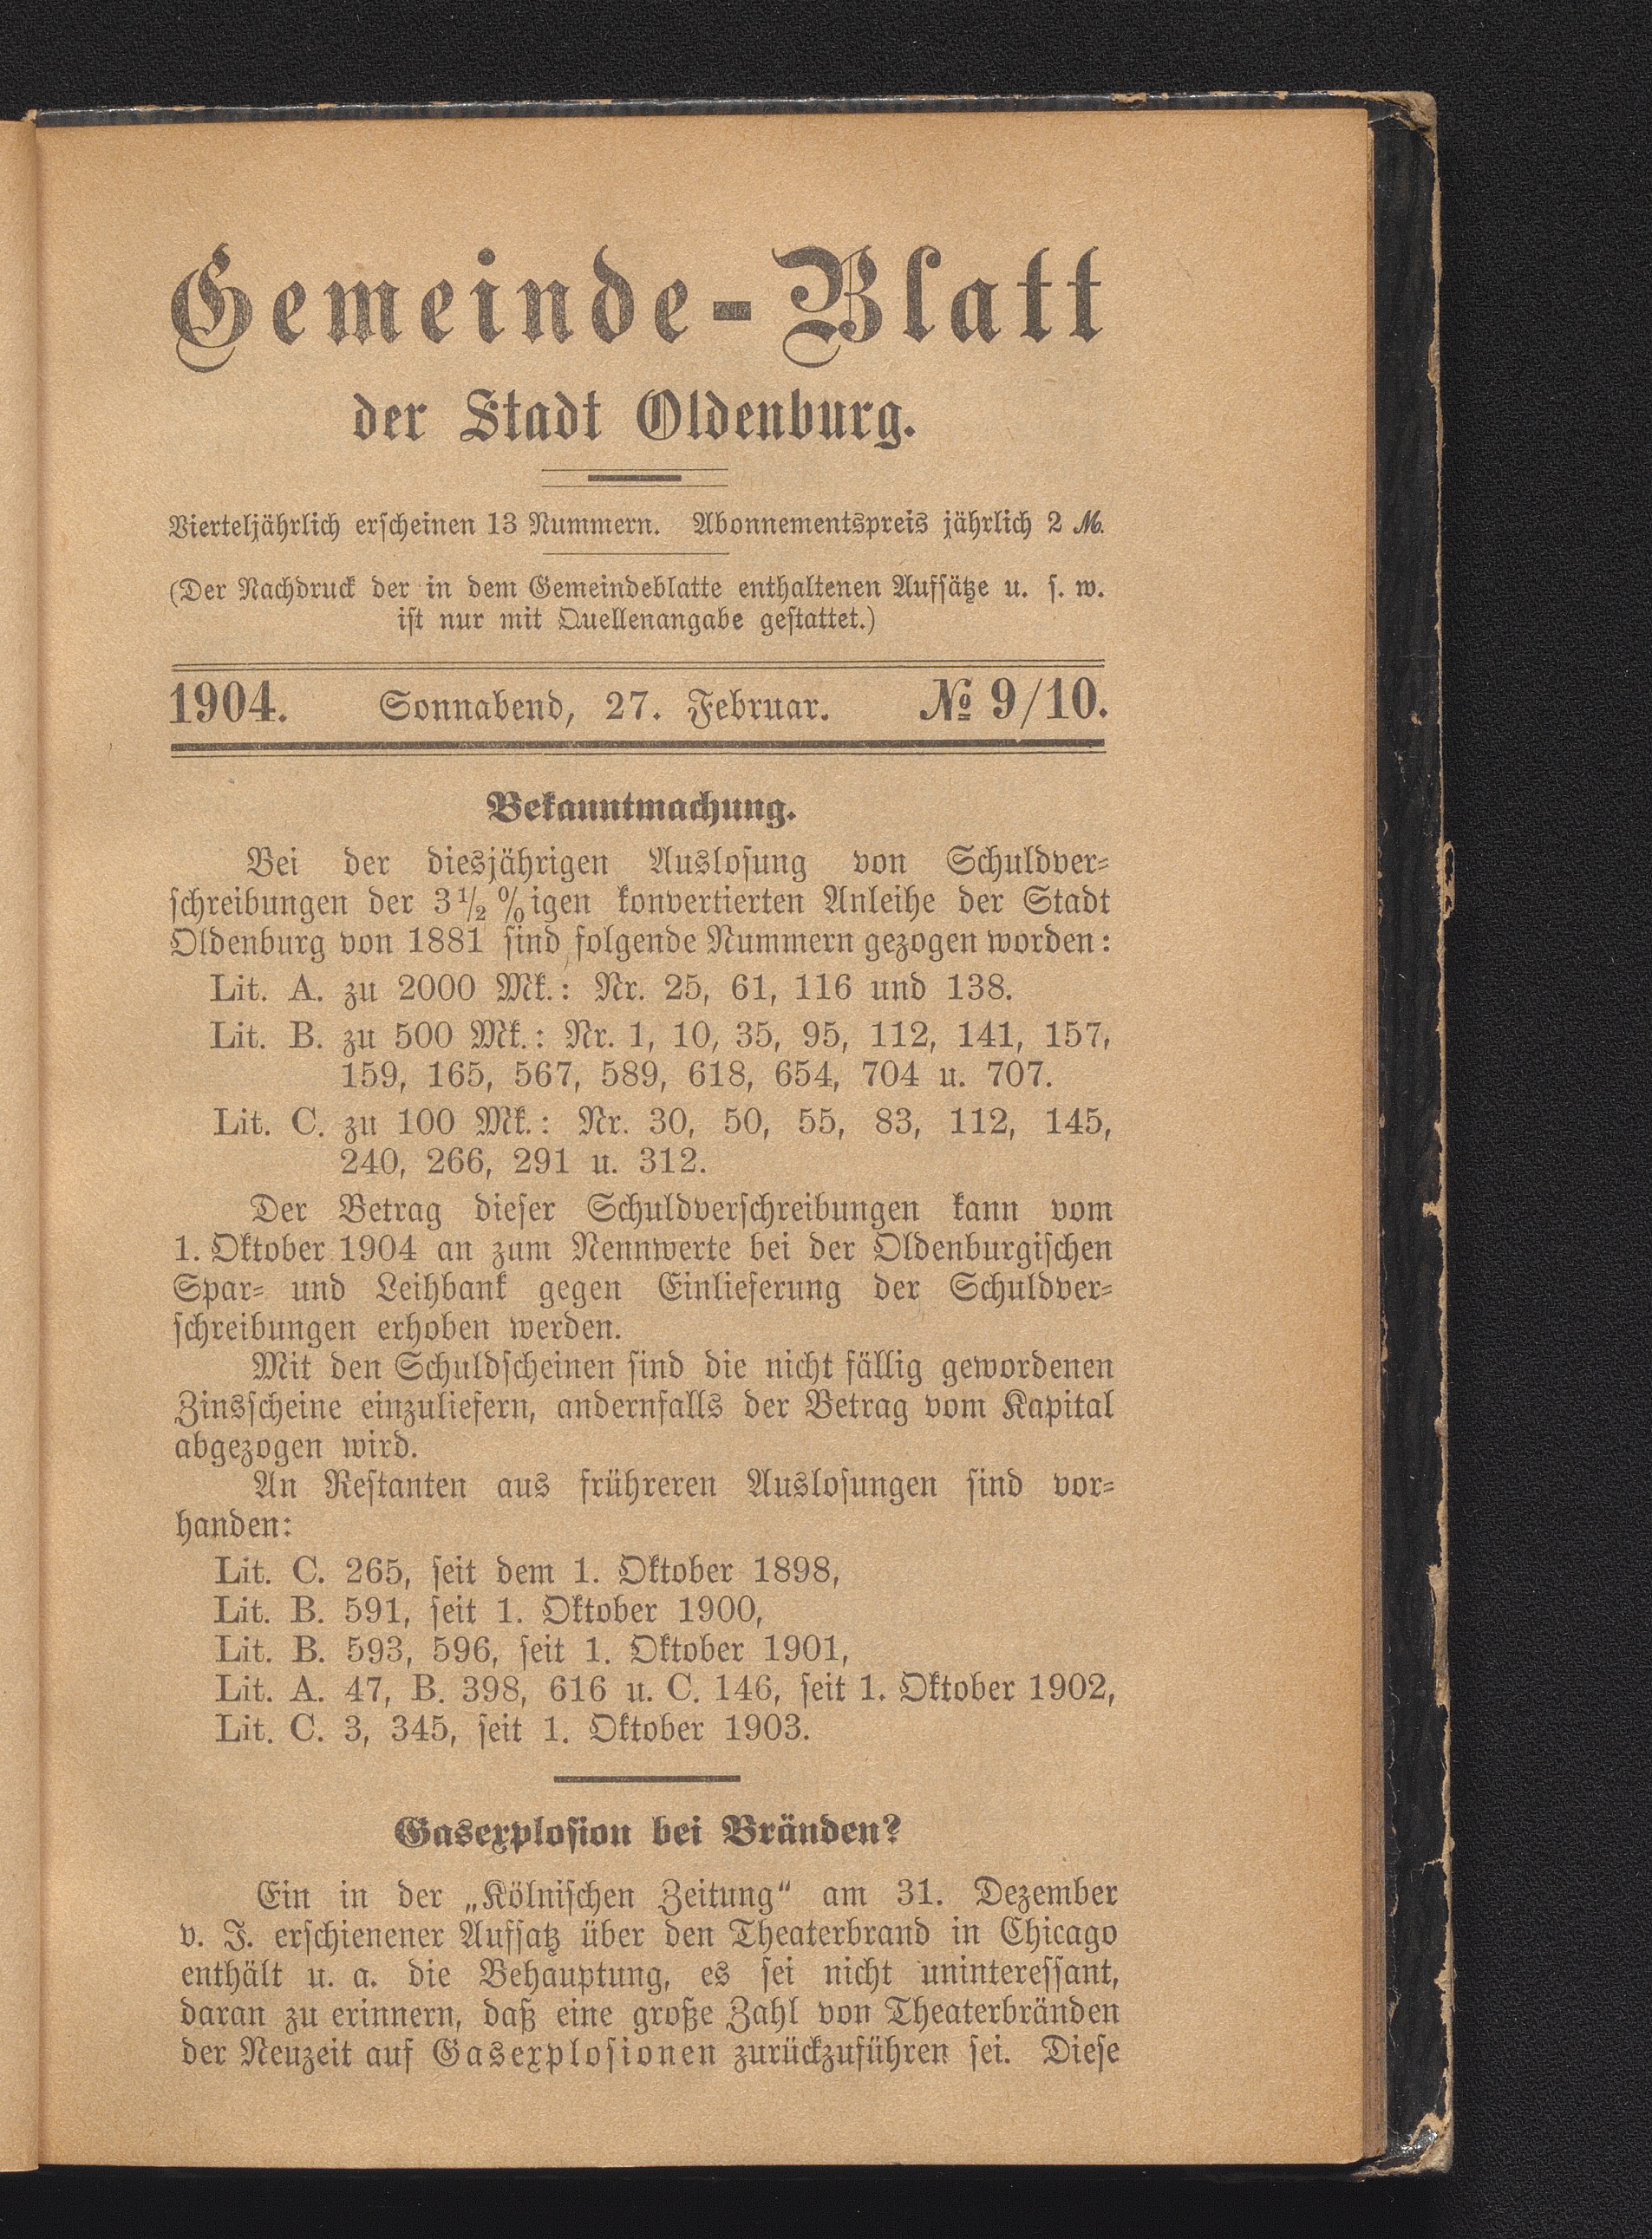 Gemeinde-Blatt
der Stadt Oldenburg.
Vierteljährlich erscheinen 13 Nummern. Abonnementspreis jährlich 2 ℳ.
(Der Nachdruck der in dem Gemeindeblatte enthaltenen Aufsätze u. s. w.
ist nur mit Quellenangabe gestattet.)
1904. Sonnabend, 27. Februar. № 9/10.
Bekanntmachung.
Bei der diesjährigen Auslosung von Schuldver-
schreibungen der 3½ %igen konvertierten Anleihe der Stadt
Oldenburg von 1881 sind folgende Nummern gezogen worden:
Lit. A. zu 2000 Mk.: Nr. 25, 61, 116 und 138.
Lit. B. zu 500 Mk.: Nr. 1, 10, 35, 95, 112, 141, 157,
159, 165, 567, 589, 618, 654, 704 u. 707.
Lit. C. zu 100 Mk.: Nr. 30, 50, 55, 83, 112, 145,
240, 266, 291 u. 312.
Der Betrag dieser Schuldverschreibungen kann vom
1. Oktober 1904 an zum Nennwerte bei der Oldenburgischen
Spar- und Leihbank gegen Einlieferung der Schuldver-
schreibungen erhoben werden.
Mit den Schuldscheinen sind die nicht fällig gewordenen
Zinsscheine einzuliefern, andernfalls der Betrag vom Kapital
abgezogen wird.
An Restanten aus frühreren Auslosungen sind vor-
handen:
Lit. C. 265, seit dem 1. Oktober 1898,
Lit. B. 591, seit 1. Oktober 1900,
Lit. B. 593, 596, seit 1. Oktober 1901,
Lit. A. 47, B. 398, 616 u. C. 146, seit 1. Oktober 1902,
Lit. C. 3, 345, seit 1. Oktober 1903.
Gasexplosion bei Bränden?
Ein in der „Kölnischen Zeitung“ am 31. Dezember
v. J. erschienener Aufsatz über den Theaterbrand in Chicago
enthält u. a. die Behauptung, es sei nicht uninteressant,
daran zu erinnern, daß eine große Zahl von Theaterbränden
der Neuzeit auf Gasexplosionen zurückzuführen sei. Diese